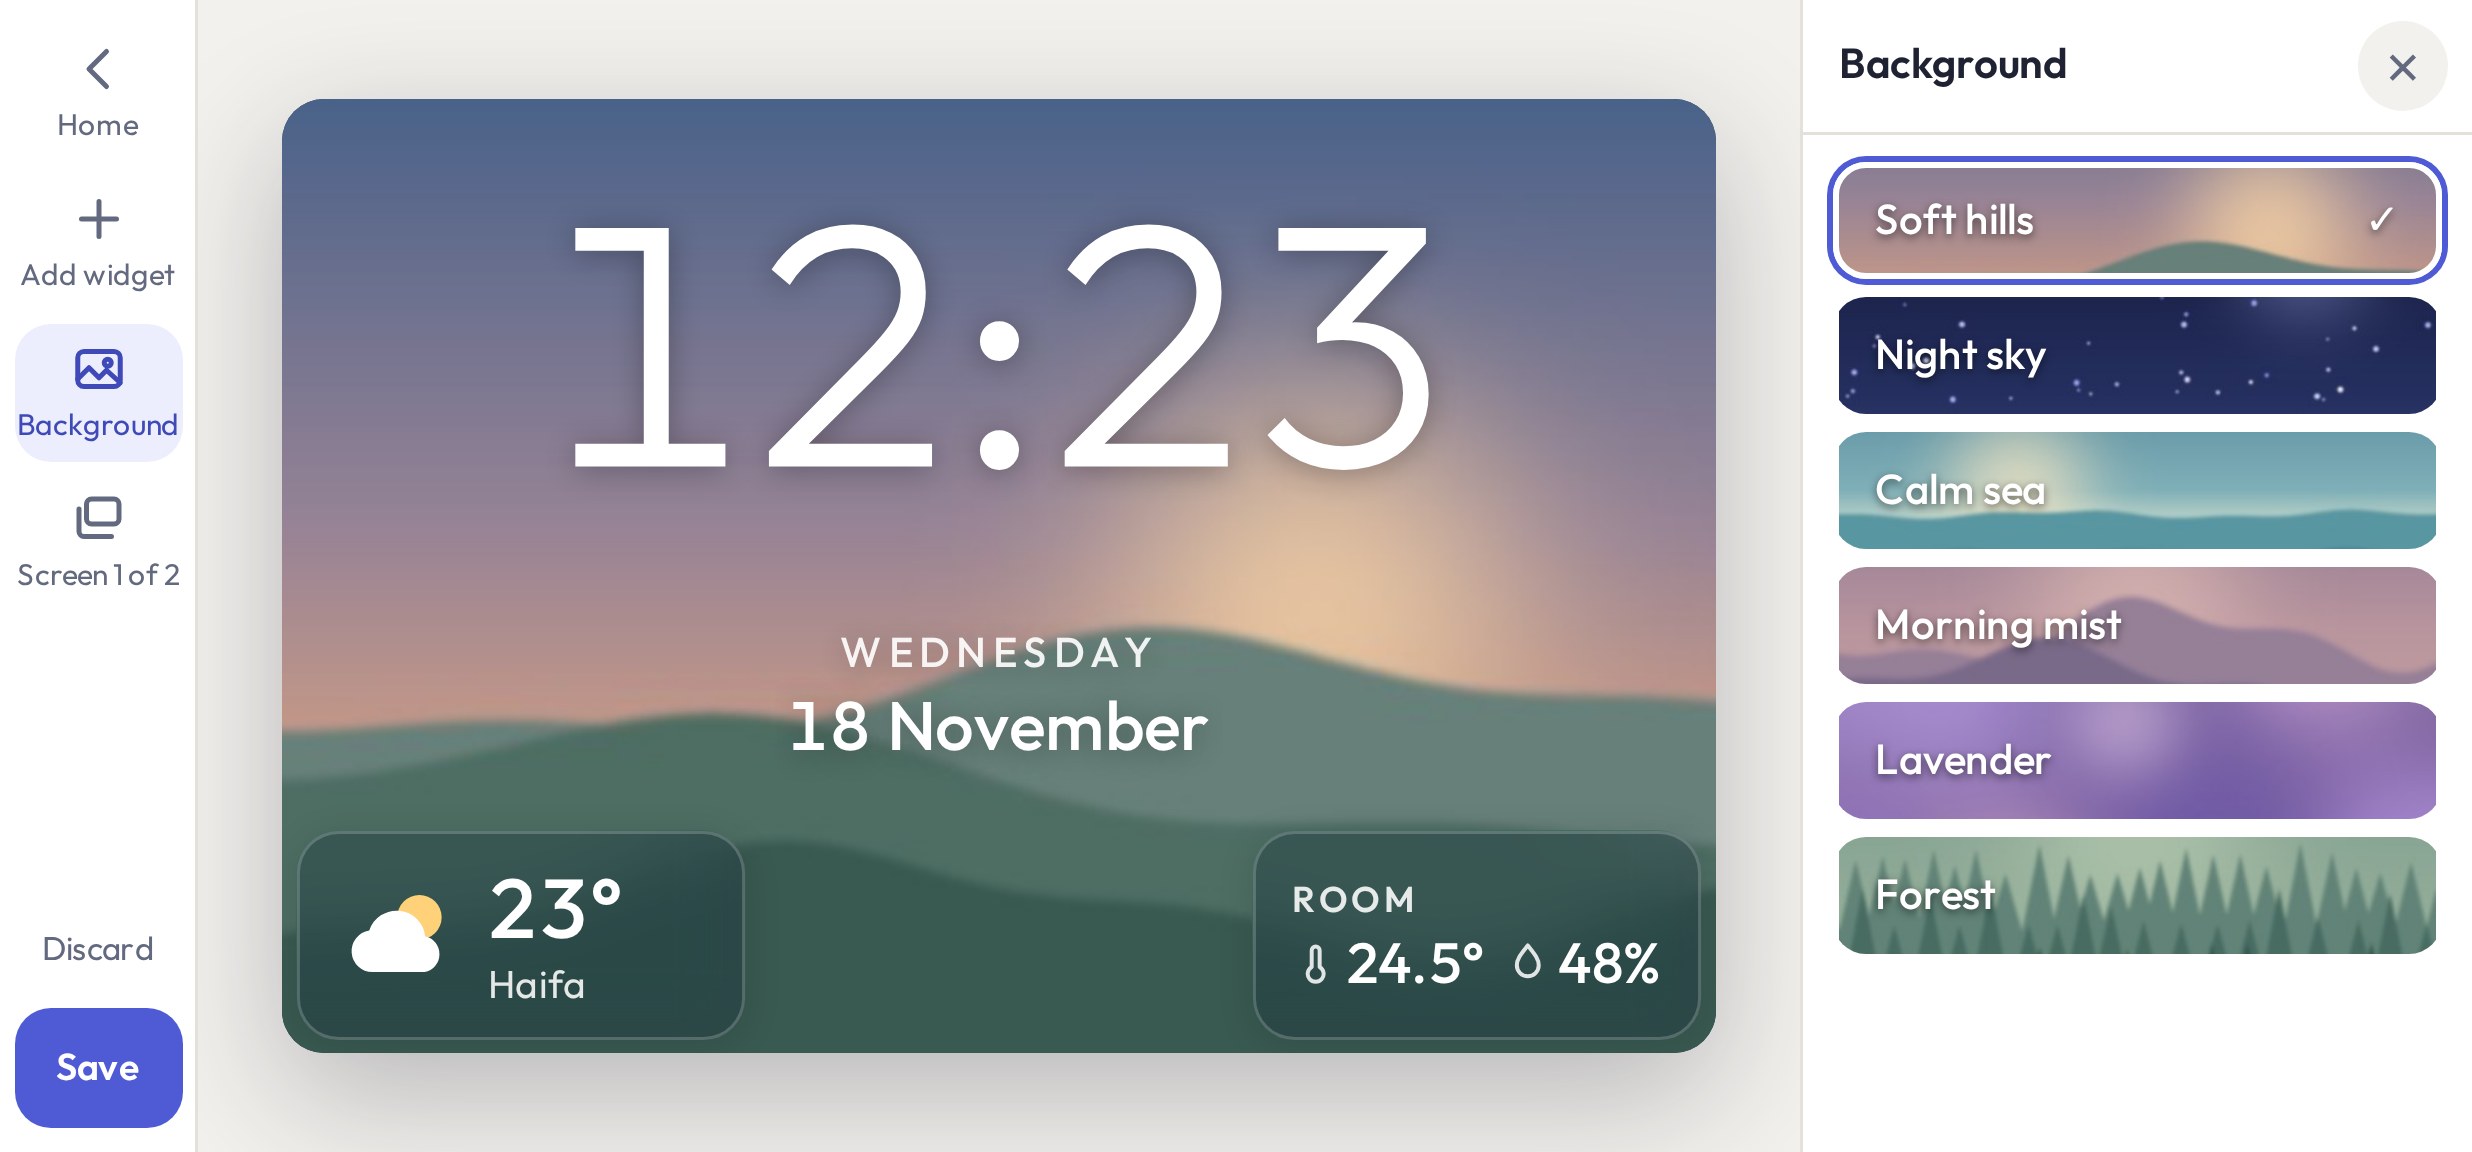 Home
Add widget
Background
Screen 1 of 2
Discard
Save
12:23
WEDNESDAY
18 November
23°
Haifa
ROOM
24.5° 48%
Background
Soft hills ✓
Night sky
Calm sea
Morning mist
Lavender
Forest